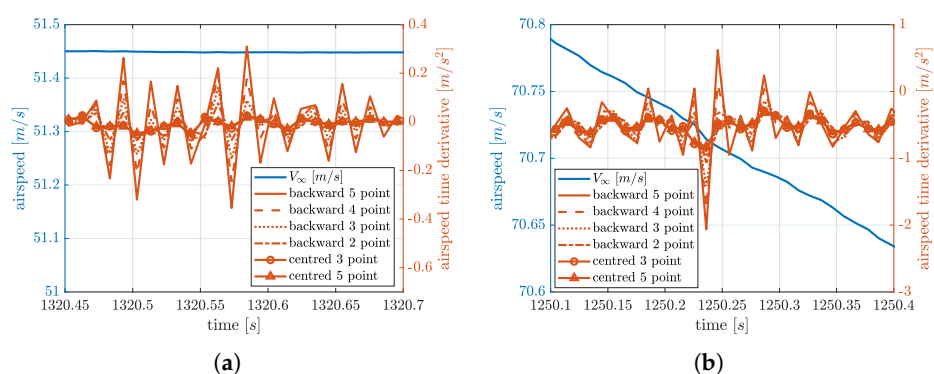 51.5
51.4
51.3
51.2
51.1
51
airspeed [m/s]
0.4
0.2
0
-0.2
-0.4
-0.6
airspeed time derivative [m/s²]
V∞ [m/s]
backward 5 point
backward 4 point
backward 3 point
backward 2 point
centred 3 point
centred 5 point
1320.45 1320.5 1320.55 1320.6 1320.65 1320.7
time [s]
(a)
70.8
70.75
70.7
70.65
70.6
airspeed [m/s]
1
0
-1
-2
-3
airspeed time derivative [m/s²]
V∞ [m/s]
backward 5 point
backward 4 point
backward 3 point
backward 2 point
centred 3 point
centred 5 point
1250.1 1250.15 1250.2 1250.25 1250.3 1250.35 1250.4
time [s]
(b)